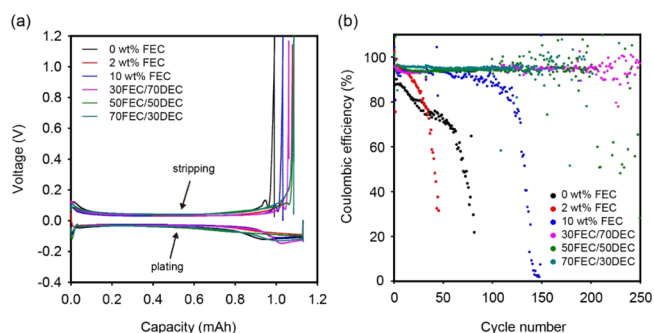 (a)
1.2
1.0
0.8
0.6
0.4
0.2
0.0
-0.2
-0.4
Voltage (V)
0 wt% FEC
2 wt% FEC
10 wt% FEC
30FEC/70DEC
50FEC/50DEC
70FEC/30DEC
stripping
plating
0.0 0.2 0.4 0.6 0.8 1.0 1.2
Capacity (mAh)
(b)
100
80
60
40
20
0
Coulombic efficiency (%)
0 wt% FEC
2 wt% FEC
10 wt% FEC
30FEC/70DEC
50FEC/50DEC
70FEC/30DEC
0 50 100 150 200 250
Cycle number